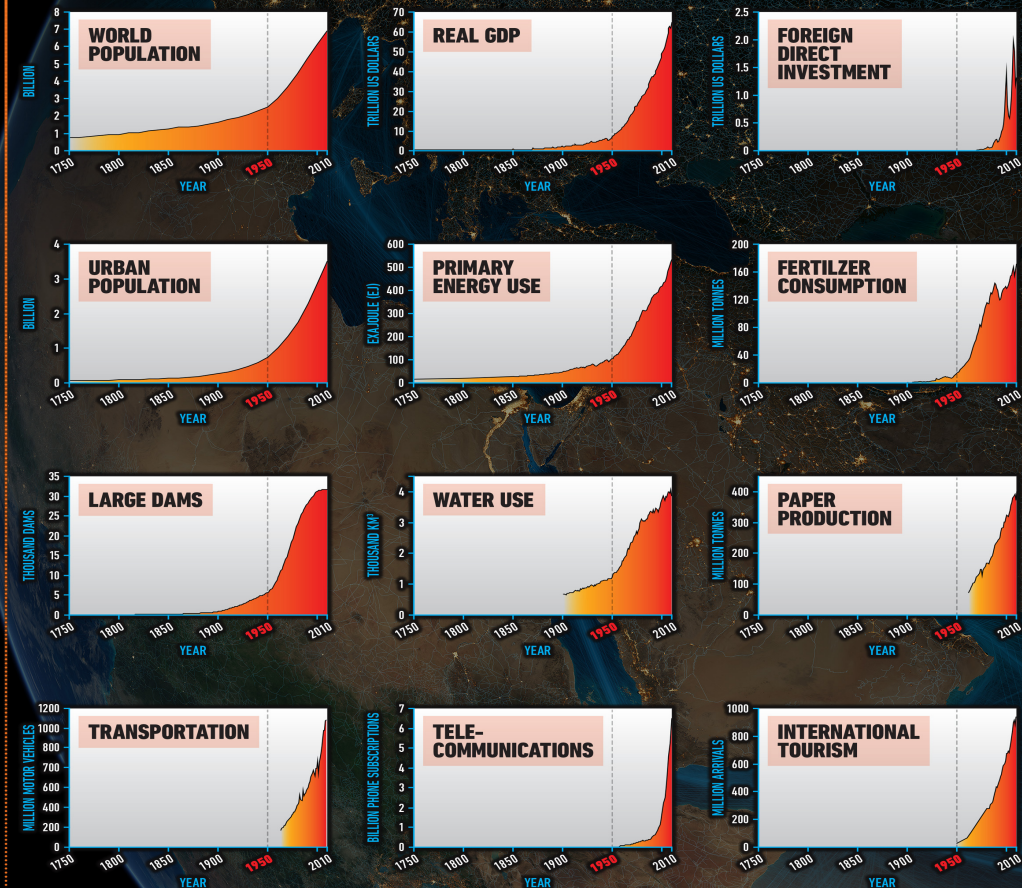 WORLD
POPULATION
BILLION
8
7
6
5
4
3
2
1
0
1750 1800 1850 1900 1950 2010
YEAR
REAL GDP
TRILLION US DOLLARS
70
60
50
40
30
20
10
0
1750 1800 1850 1900 1950 2010
YEAR
FOREIGN
DIRECT
INVESTMENT
TRILLION US DOLLARS
2.5
2.0
1.5
1.0
0.5
0
1750 1800 1850 1900 1950 2010
YEAR
URBAN
POPULATION
BILLION
4
3
2
1
0
1750 1800 1850 1900 1950 2010
YEAR
PRIMARY
ENERGY USE
EXAJOULE (EJ)
600
500
400
300
200
100
0
1750 1800 1850 1900 1950 2010
YEAR
FERTILZER
CONSUMPTION
MILLION TONNES
200
160
120
80
40
0
1750 1800 1850 1900 1950 2010
YEAR
LARGE DAMS
THOUSAND DAMS
35
30
25
20
15
10
5
0
1750 1800 1850 1900 1950 2010
YEAR
WATER USE
THOUSAND KM³
4
3
2
1
0
1750 1800 1850 1900 1950 2010
YEAR
PAPER
PRODUCTION
MILLION TONNES
400
300
200
100
0
1750 1800 1850 1900 1950 2010
YEAR
TRANSPORTATION
MILLION MOTOR VEHICLES
1200
1000
800
700
600
400
200
0
1750 1800 1850 1900 1950 2010
YEAR
TELE-
COMMUNICATIONS
BILLION PHONE SUBSCRIPTIONS
7
6
5
4
3
2
1
0
1750 1800 1850 1900 1950 2010
YEAR
INTERNATIONAL
TOURISM
MILLION ARRIVALS
1000
800
600
400
200
0
1750 1800 1850 1900 1950 2010
YEAR